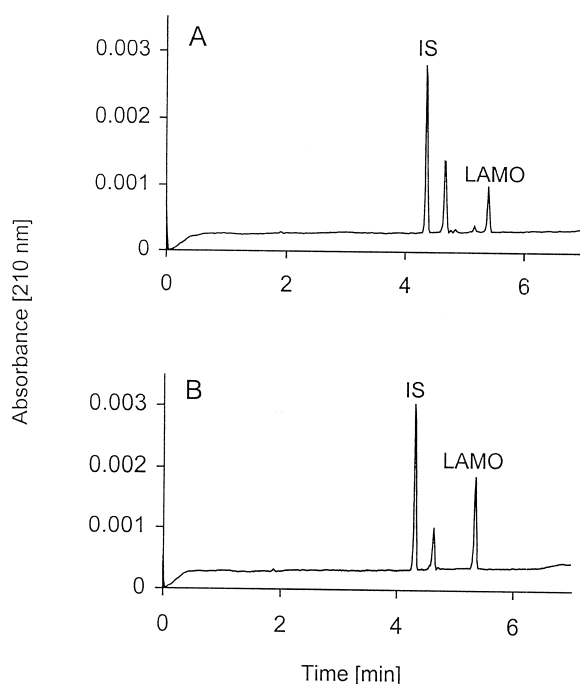 A
IS
0.003
0.002
LAMO
0.001
0
0 2 4 6
Absorbance [210 nm]
B
IS
0.003
LAMO
0.002
0.001
0
0 2 4 6
Time [min]